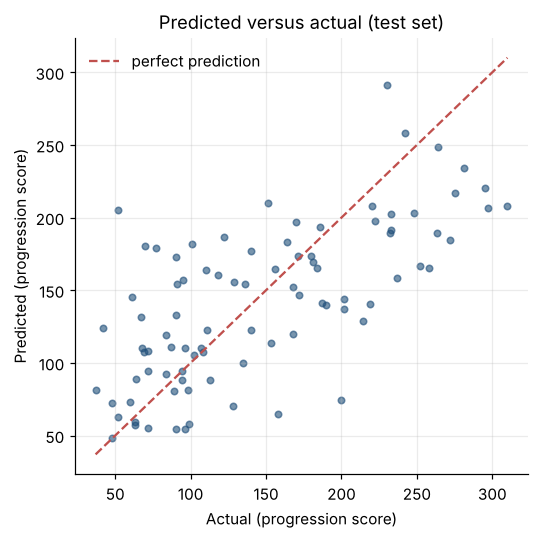 Predicted versus actual (test set)
perfect prediction
300
250
200
150
100
50
Predicted (progression score)
50 100 150 200 250 300
Actual (progression score)